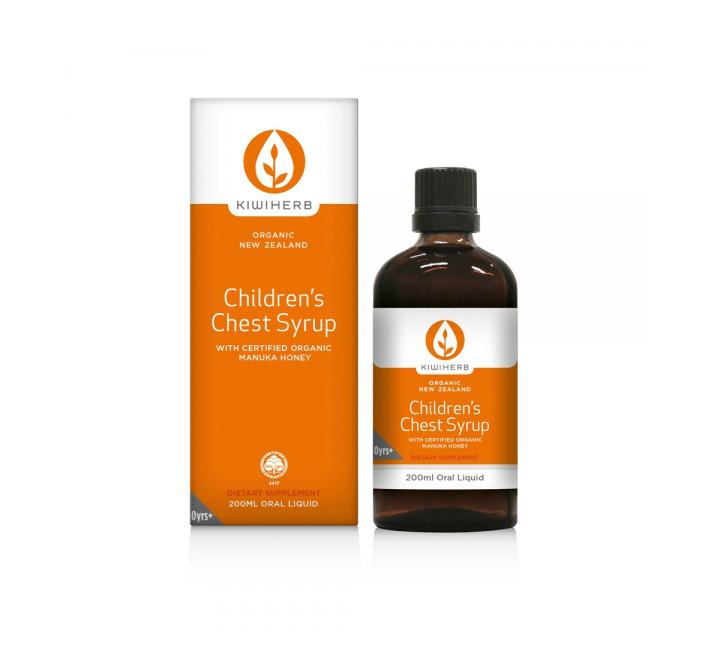 KIWIHERB
ORGANIC
NEW ZEALAND
Children's
Chest Syrup
WITH CERTIFIED ORGANIC
MANUKA HONEY
4417
DIETARY SUPPLEMENT
200ML ORAL LIQUID
0yrs+
KIWIHERB
ORGANIC
NEW ZEALAND
Children's
Chest Syrup
WITH CERTIFIED ORGANIC
MANUKA HONEY
0yrs+
DIETARY SUPPLEMENT
200ml Oral Liquid